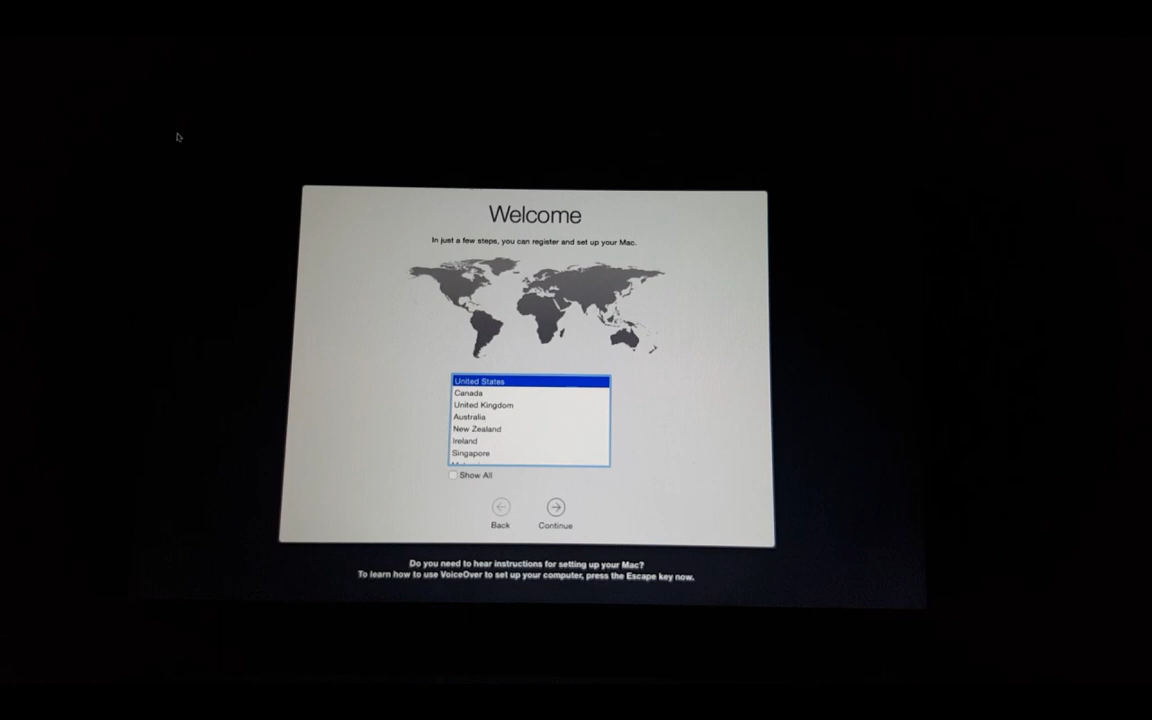 Welcome
In just a few steps, you can register and set up your Mac.
United States
Canada
United Kingdom
Australia
New Zealand
Ireland
Singapore
Show All
Back
Continue
Do you need to hear instructions for setting up your Mac?
To learn how to use VoiceOver to set up your computer, press the Escape key now.